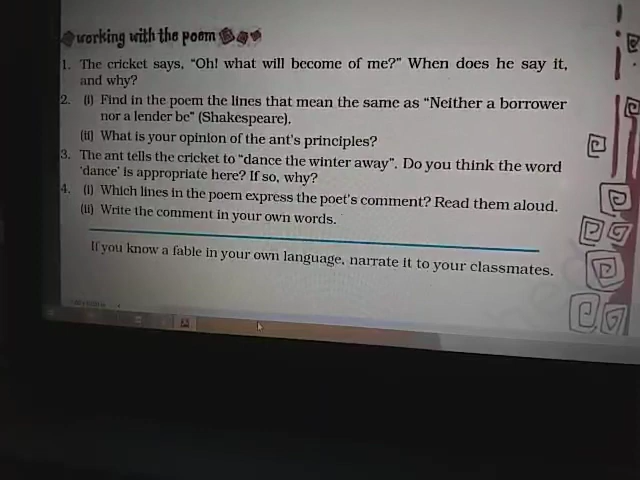 working with the poem
1. The cricket says, “Oh! what will become of me?” When does he say it,
and why?
2. (i) Find in the poem the lines that mean the same as “Neither a borrower
nor a lender be” (Shakespeare).
(ii) What is your opinion of the ant's principles?
3. The ant tells the cricket to “dance the winter away”. Do you think the word
‘dance’ is appropriate here? If so, why?
4. (i) Which lines in the poem express the poet's comment? Read them aloud.
(ii) Write the comment in your own words.
If you know a fable in your own language, narrate it to your classmates.